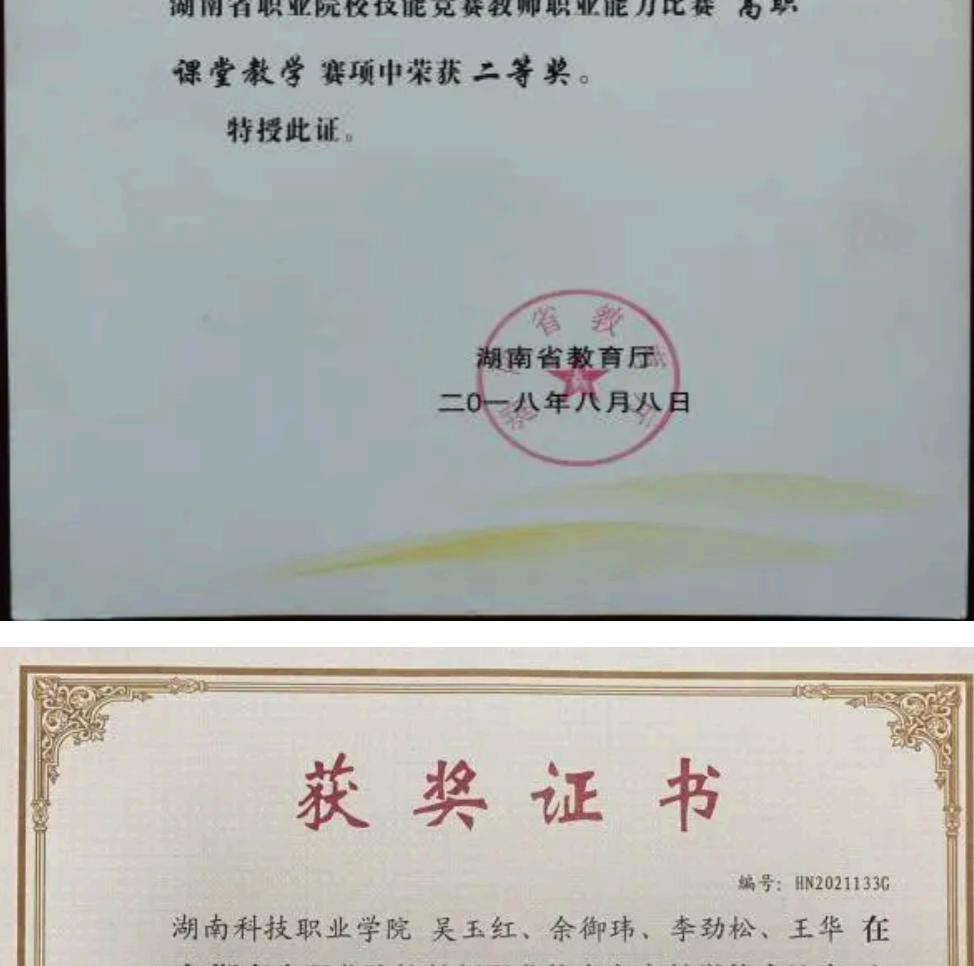 湖南省职业院校技能竞赛教师职业能力比赛 高职
课堂教学 赛项中荣获 二等奖。
特授此证。
省教
湖南省教育厅
二0一八年八月八日
获奖证书
编号：HN2021133G
湖南科技职业学院 吴玉红、余御玮、李劲松、王华 在